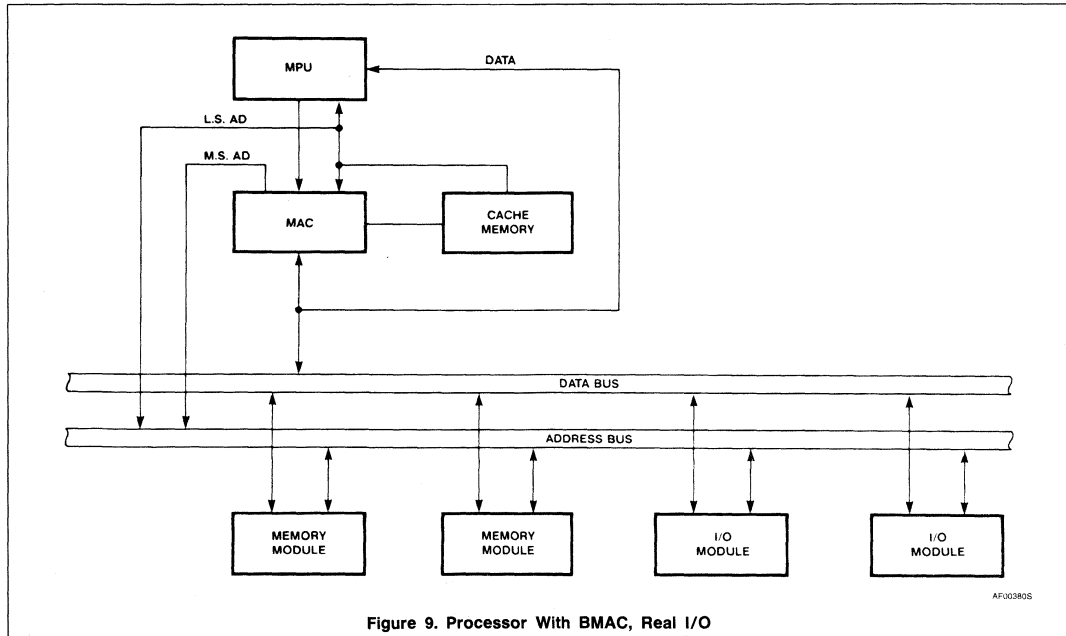 MPU
DATA
L.S. AD
M.S. AD
MAC
CACHE
MEMORY
DATA BUS
ADDRESS BUS
MEMORY
MODULE
MEMORY
MODULE
I/O
MODULE
I/O
MODULE
AF00380S
Figure 9. Processor With BMAC, Real I/O